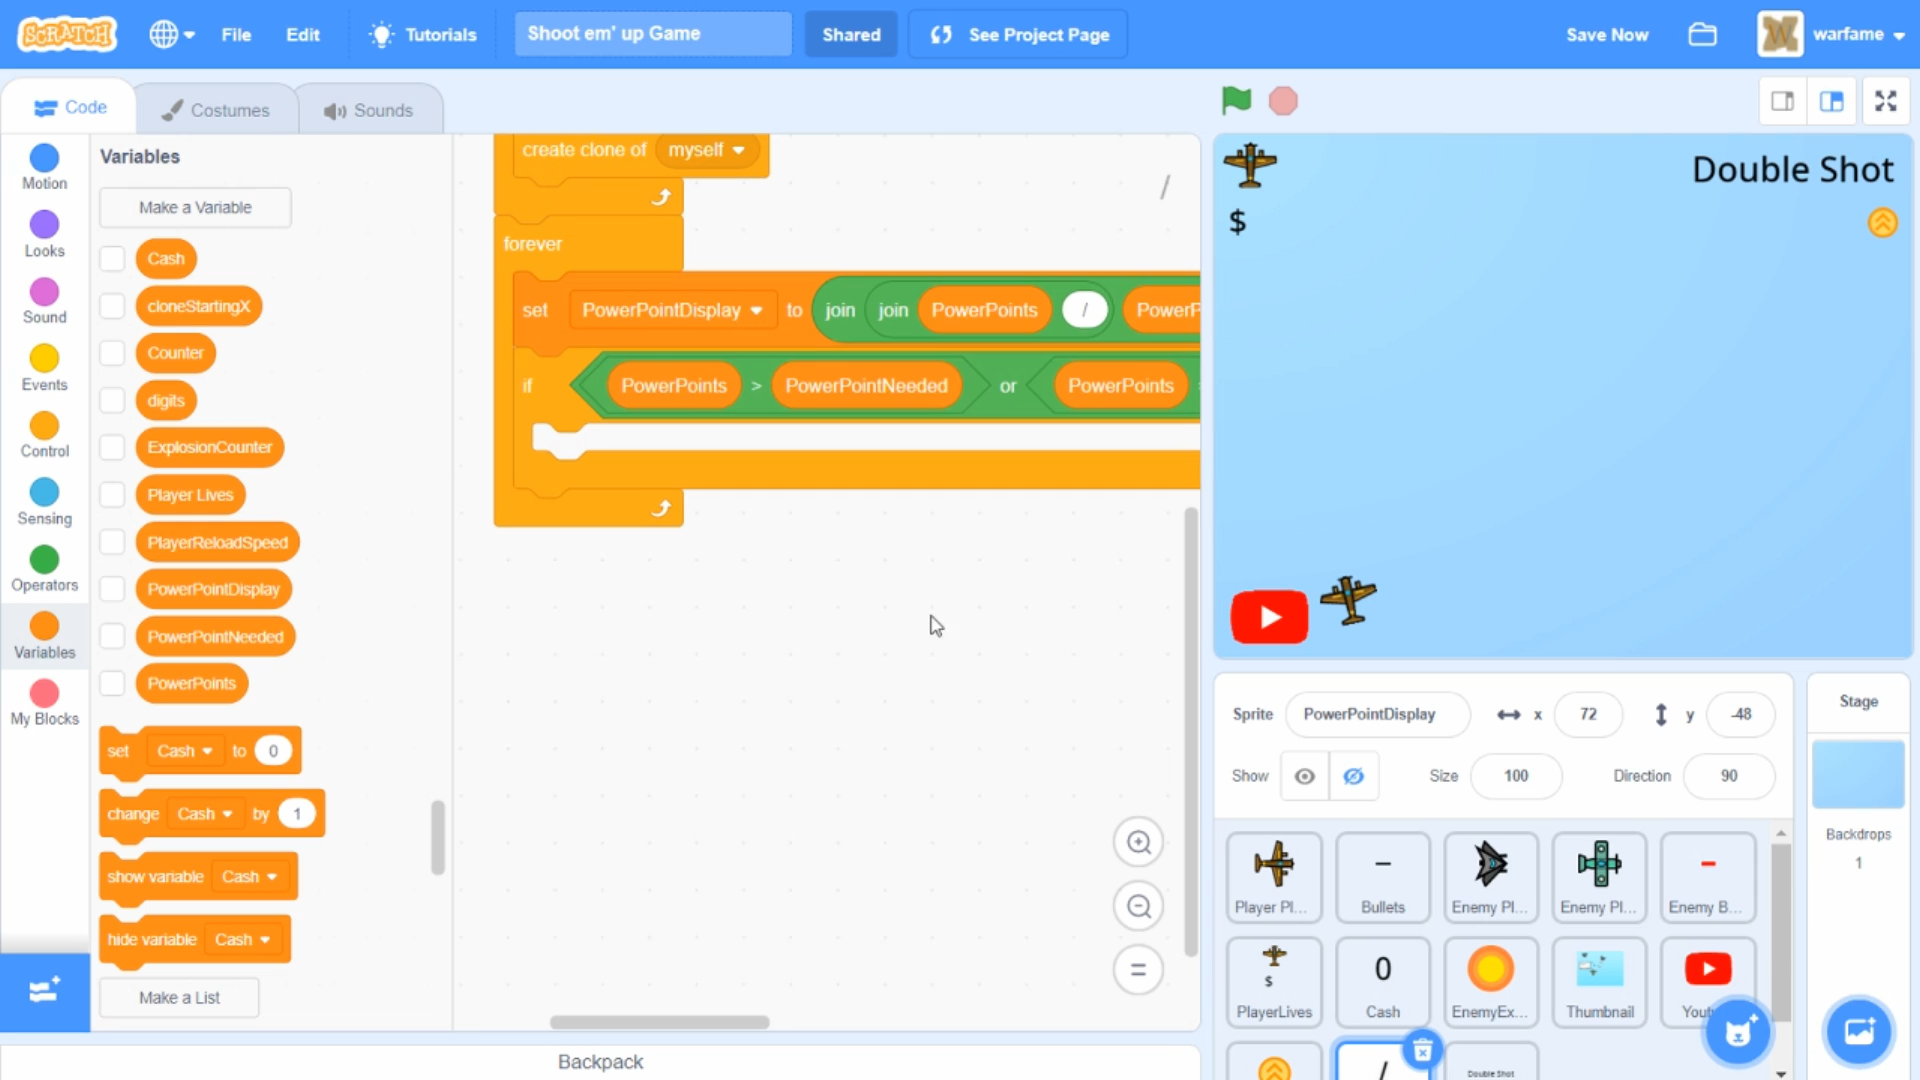 SCRATCH File Edit Tutorials Shoot em' up Game Shared See Project Page Save Now W warfame
Code Costumes Sounds
Motion
Looks
Sound
Events
Control
Sensing
Operators
Variables
My Blocks
Variables
Make a Variable
Cash
cloneStartingX
Counter
digits
ExplosionCounter
Player Lives
PlayerReloadSpeed
PowerPointDisplay
PowerPointNeeded
PowerPoints
set Cash to 0
change Cash by 1
show variable Cash
hide variable Cash
Make a List
create clone of myself
/
forever
set PowerPointDisplay to join join PowerPoints / PowerP
if PowerPoints > PowerPointNeeded or PowerPoints
=
Backpack
Double Shot
$
Sprite PowerPointDisplay x 72 y -48
Show Size 100 Direction 90
Player Pl... Bullets Enemy Pl... Enemy Pl... Enemy B...
$ 0
PlayerLives Cash EnemyEx... Thumbnail Yout
/ Double Shot
Stage
Backdrops
1